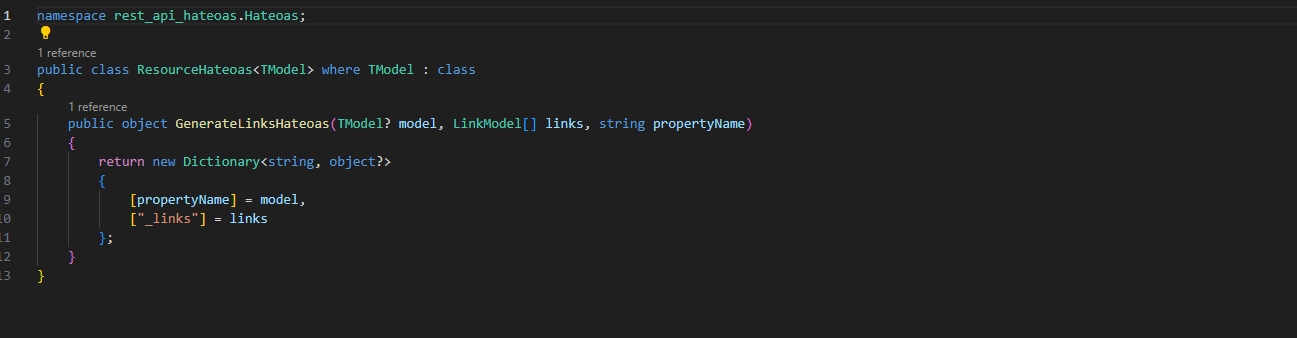 1 namespace rest_api_hateoas.Hateoas;
2
1 reference
3 public class ResourceHateoas<TModel> where TModel : class
4 {
1 reference
5 public object GenerateLinksHateoas(TModel? model, LinkModel[] links, string propertyName)
6 {
7 return new Dictionary<string, object?>
8 {
9 [propertyName] = model,
10 ["_links"] = links
11 };
12 }
13 }